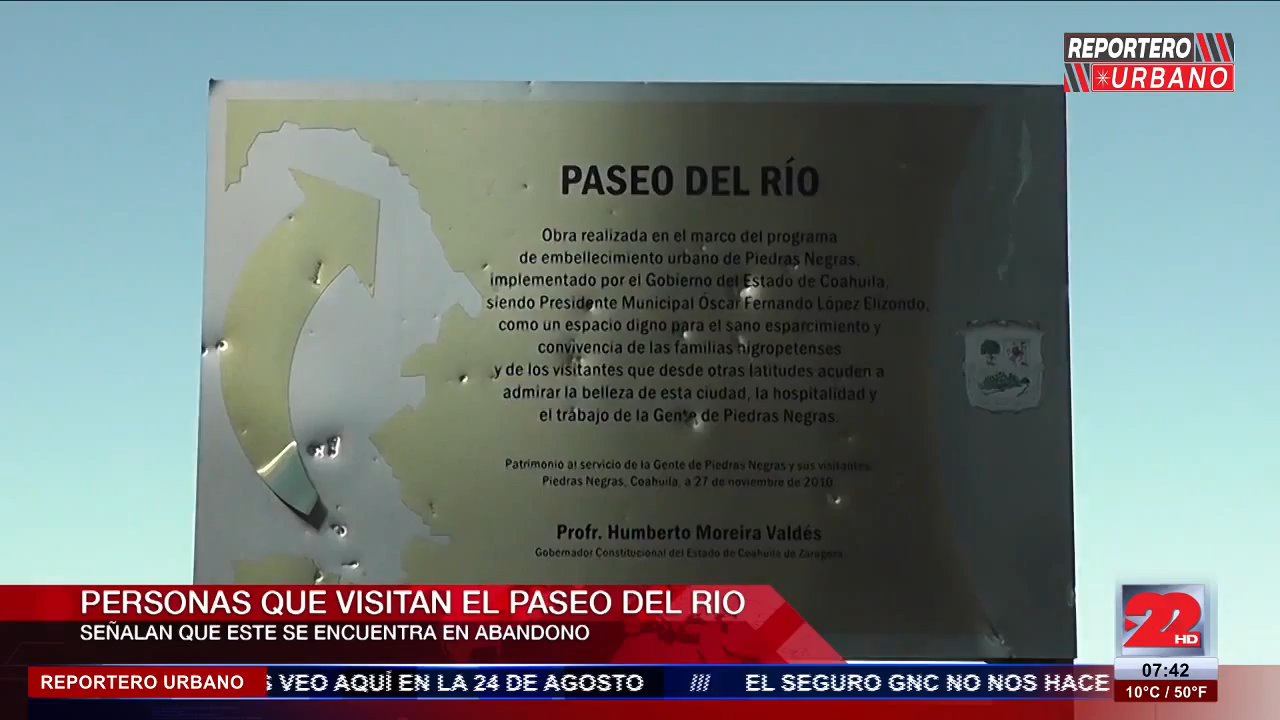 REPORTERO
URBANO
PASEO DEL RÍO
Obra realizada en el marco del programa
de embellecimiento urbano de Piedras Negras,
implementado por el Gobierno del Estado de Coahuila,
siendo Presidente Municipal Óscar Fernando López Elizondo,
como un espacio digno para el sano esparcimiento y
convivencia de las familias nigropetenses
y de los visitantes que desde otras latitudes acuden a
admirar la belleza de esta ciudad, la hospitalidad y
el trabajo de la Gente de Piedras Negras.
Patrimonio al servicio de la Gente de Piedras Negras y sus visitantes.
Piedras Negras, Coahuila, a 27 de noviembre de 2010
Profr. Humberto Moreira Valdés
Gobernador Constitucional del Estado de Coahuila de Zaragoza
PERSONAS QUE VISITAN EL PASEO DEL RIO
SEÑALAN QUE ESTE SE ENCUENTRA EN ABANDONO
22 HD
07:42
10°C / 50°F
REPORTERO URBANO
S VEO AQUÍ EN LA 24 DE AGOSTO /// EL SEGURO GNC NO NOS HACE